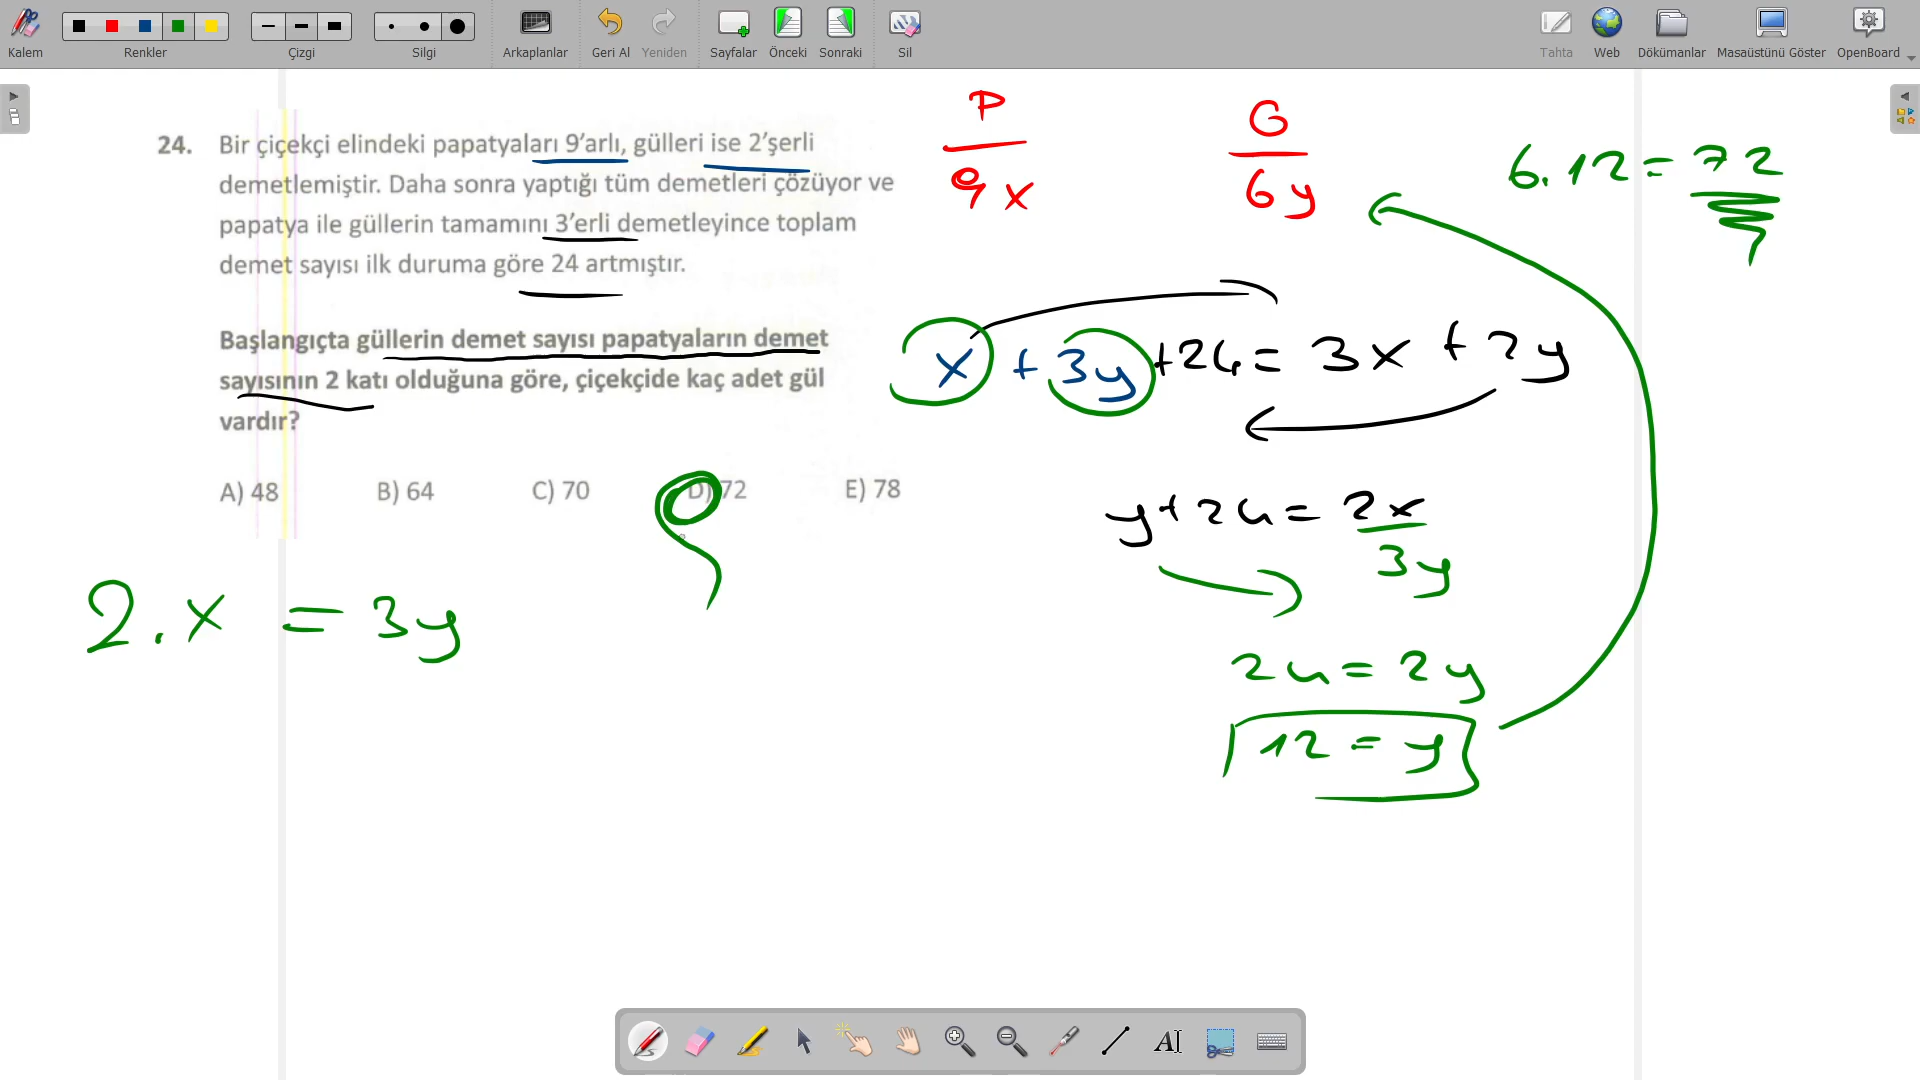 Kalem
Renkler
Çizgi
Silgi
Arkaplanlar
Geri Al
Yeniden
Sayfalar
Önceki
Sonraki
Sil
Tahta
Web
Dökümanlar
Masaüstünü Göster
OpenBoard
24. Bir çiçekçi elindeki papatyaları 9'arlı, gülleri ise 2'şerli
demetlemiştir. Daha sonra yaptığı tüm demetleri çözüyor ve
papatya ile güllerin tamamını 3'erli demetleyince toplam
demet sayısı ilk duruma göre 24 artmıştır.
Başlangıçta güllerin demet sayısı papatyaların demet
sayısının 2 katı olduğuna göre, çiçekçide kaç adet gül
vardır?
A) 48 B) 64 C) 70 D) 72 E) 78
2.x = 3y
P
9x
G
6y
6.12 = 72
x + 3y +24 = 3x + 2y
y+24 = 2x
3y
24 = 2y
12 = y
AI